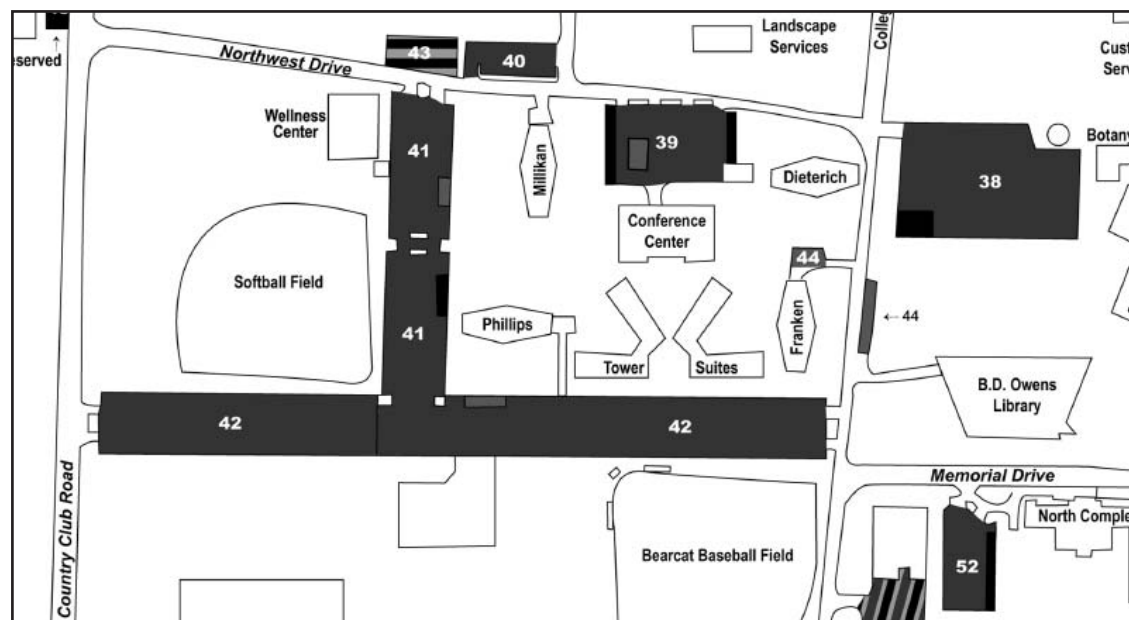 Landscape
Services
Colleg
Cust
Serv
eserved
↑
Northwest Drive
43
40
Wellness
Center
41
Millikan
39
Dieterich
38
Botany
Conference
Center
44
Softball Field
41
Phillips
Tower
Suites
Franken
← 44
B.D. Owens
Library
42
42
Country Club Road
Memorial Drive
North Comple
Bearcat Baseball Field
52